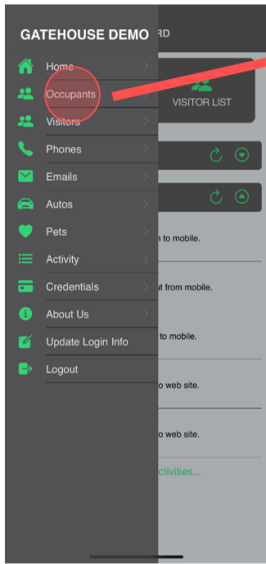 GATEHOUSE DEMO RD
Home
Occupants
VISITOR LIST
Visitors
Phones
Emails
Autos
Pets
to mobile.
Activity
Credentials
t from mobile.
About Us
Update Login Info
to mobile.
Logout
o web site.
o web site.
ctivities...